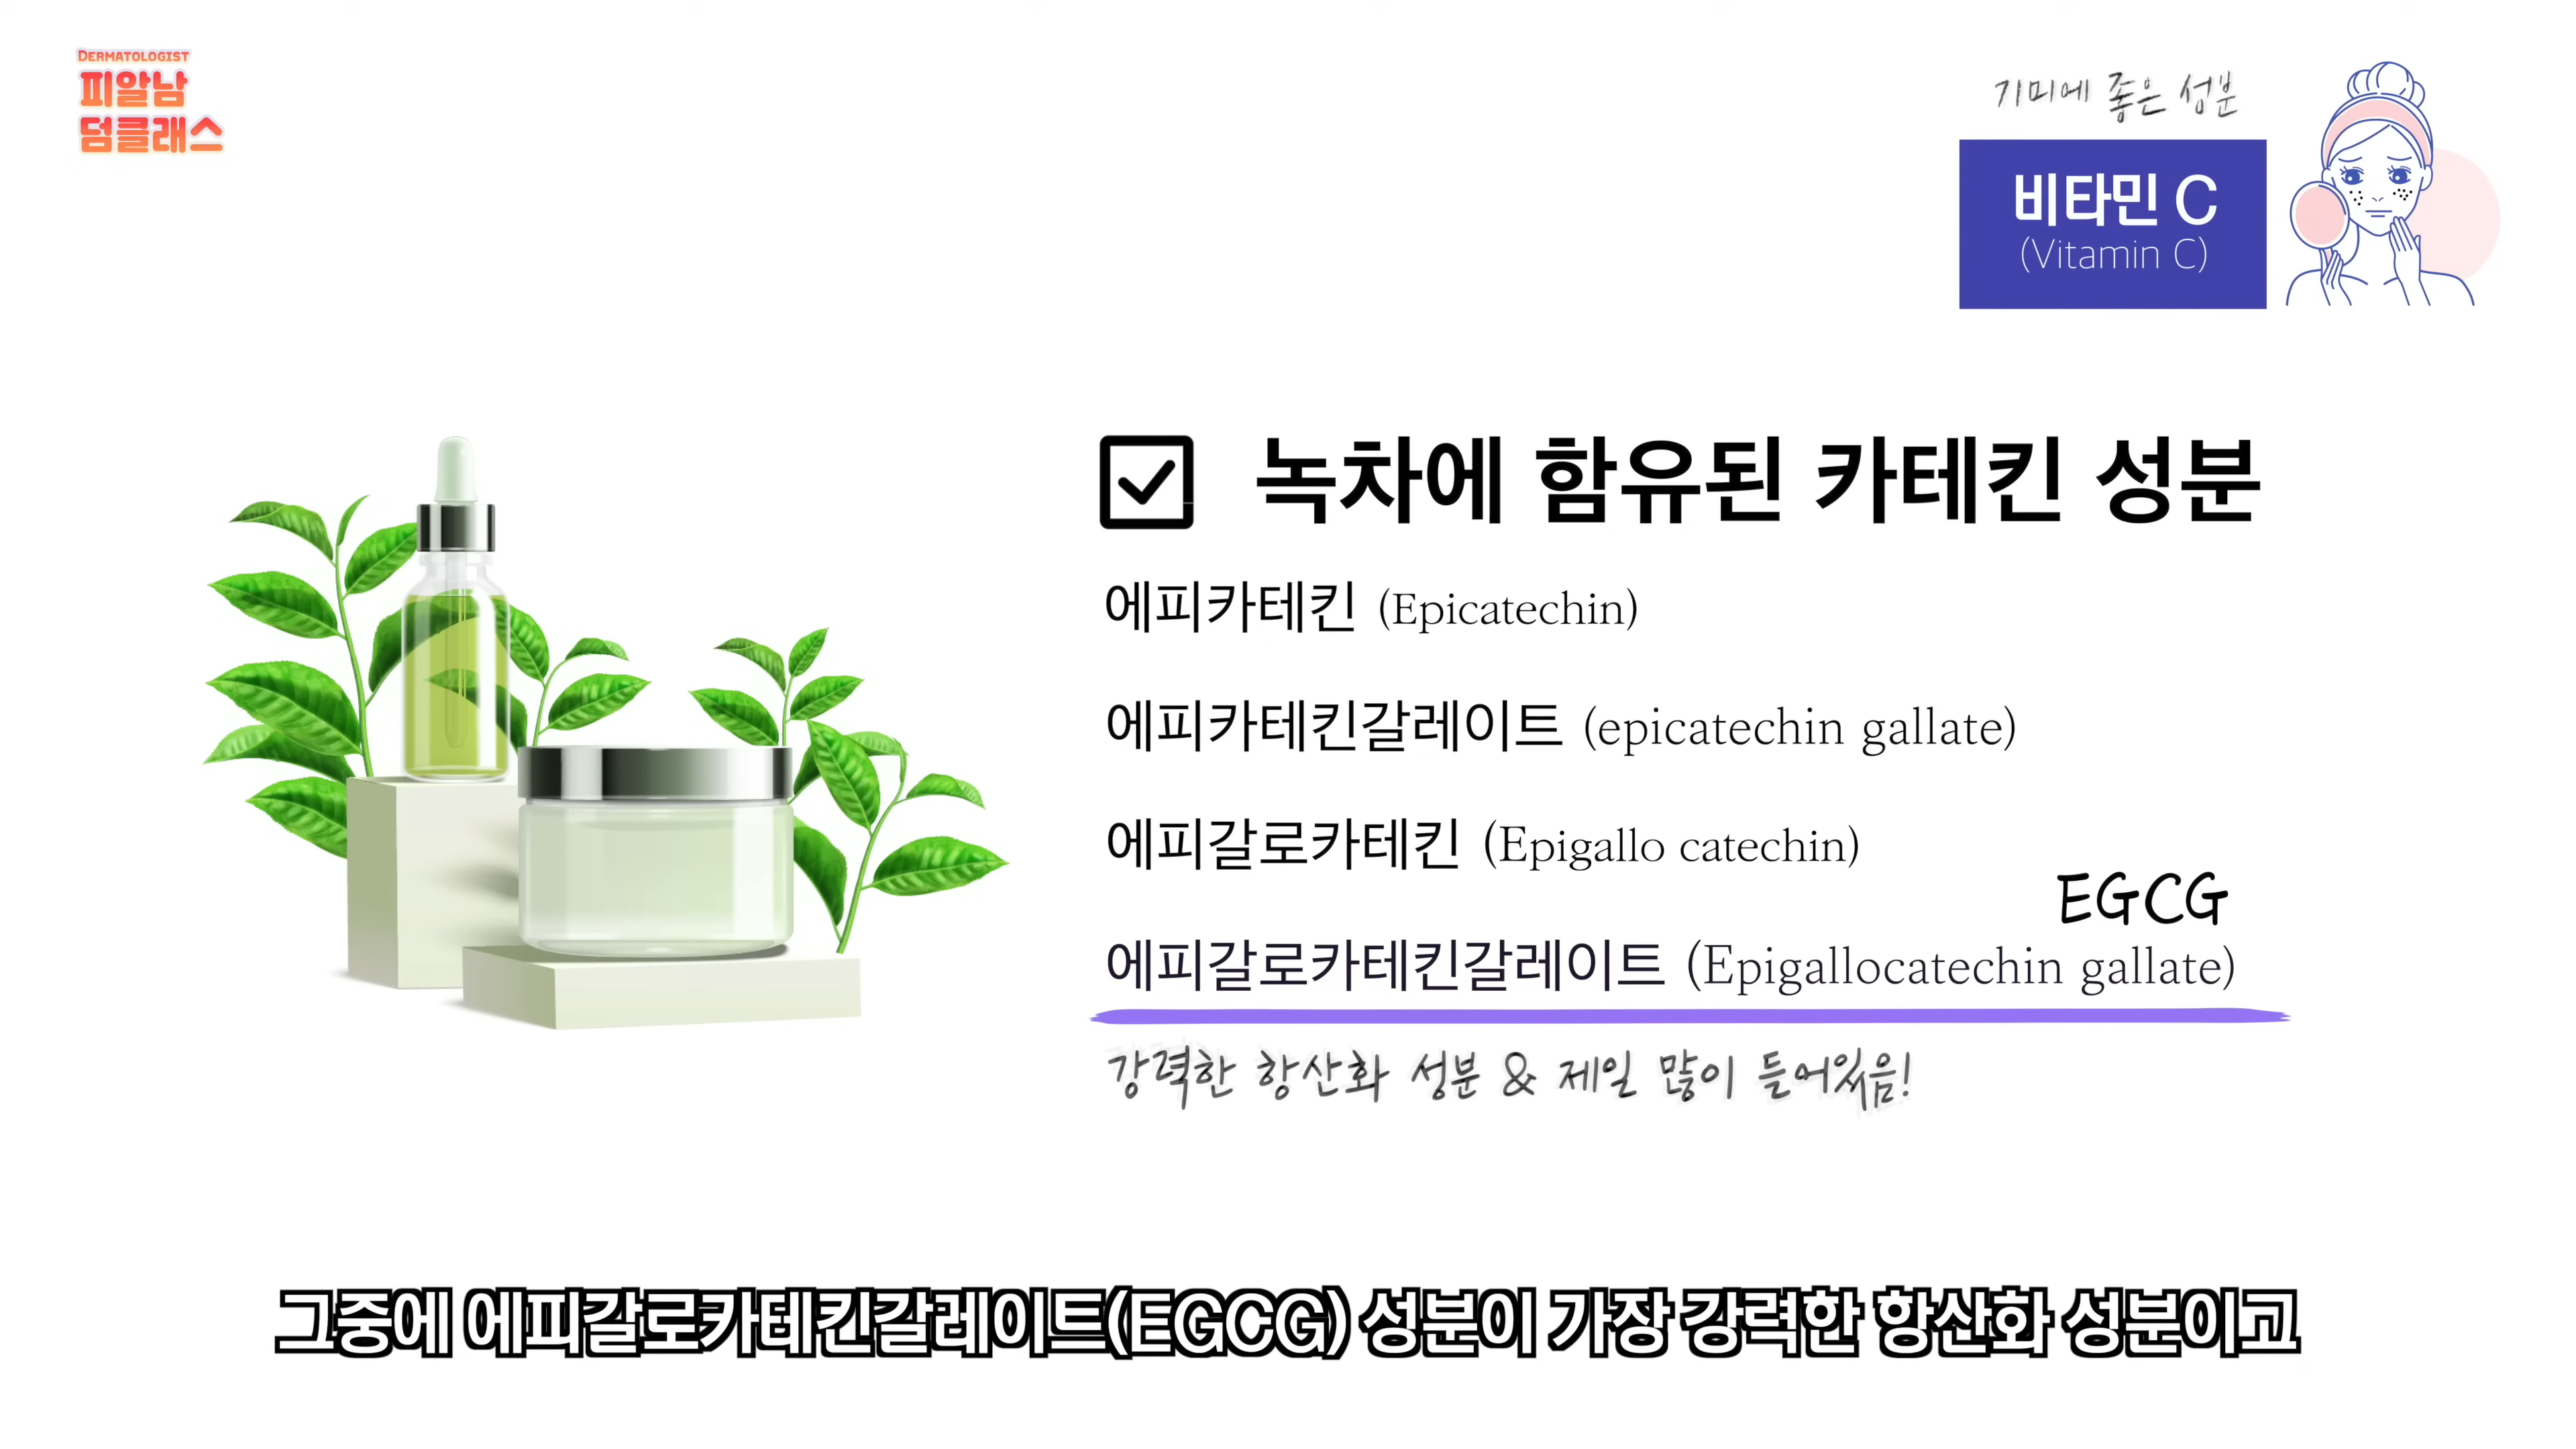 DERMATOLOGIST
피알남
덤클래스
기미에 좋은 성분
비타민 C
(Vitamin C)
녹차에 함유된 카테킨 성분
에피카테킨 (Epicatechin)
에피카테킨갈레이트 (epicatechin gallate)
에피갈로카테킨 (Epigallo catechin)
EGCG
에피갈로카테킨갈레이트 (Epigallocatechin gallate)
강력한 항산화 성분 & 제일 많이 들어있음!
그중에 에피갈로카테킨갈레이트(EGCG) 성분이 가장 강력한 항산화 성분이고